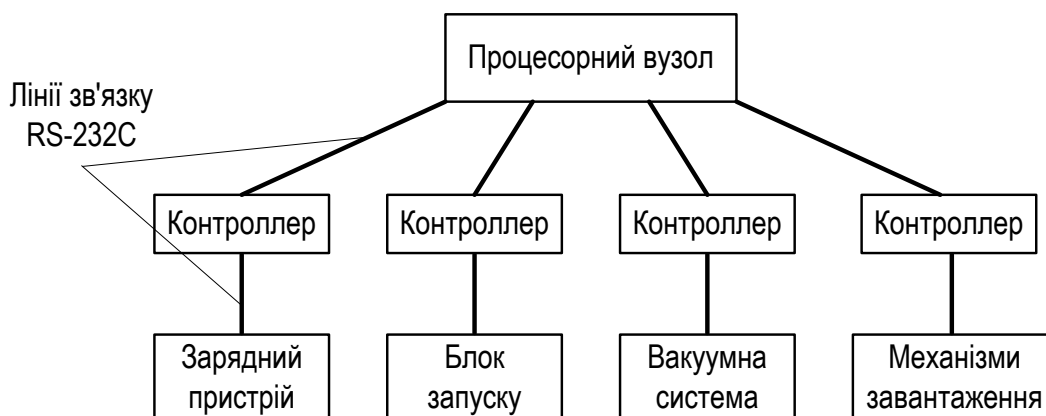 Процесорний вузол
Лінії зв'язку
RS-232C
Контроллер
Контроллер
Контроллер
Контроллер
Зарядний
пристрій
Блок
запуску
Вакуумна
система
Механізми
завантаження